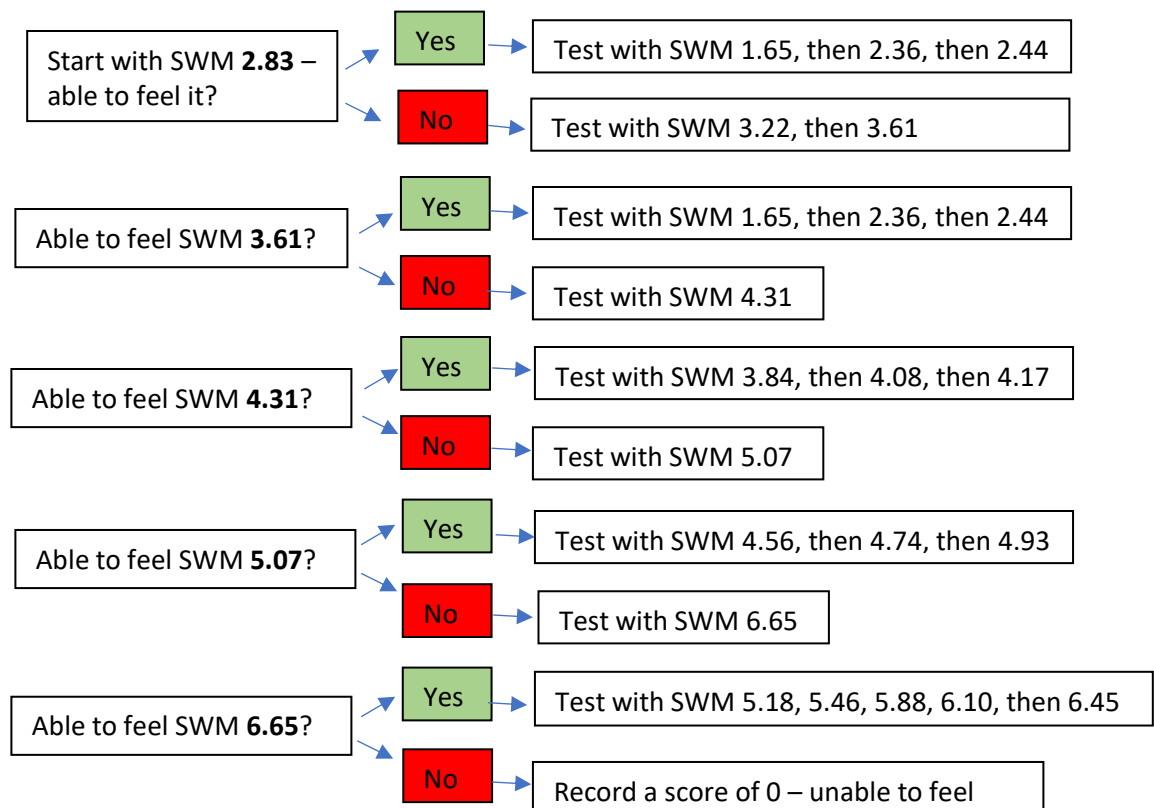 Start with SWM 2.83 –
able to feel it?
Yes
Test with SWM 1.65, then 2.36, then 2.44
No
Test with SWM 3.22, then 3.61
Able to feel SWM 3.61?
Yes
Test with SWM 1.65, then 2.36, then 2.44
No
Test with SWM 4.31
Able to feel SWM 4.31?
Yes
Test with SWM 3.84, then 4.08, then 4.17
No
Test with SWM 5.07
Able to feel SWM 5.07?
Yes
Test with SWM 4.56, then 4.74, then 4.93
No
Test with SWM 6.65
Able to feel SWM 6.65?
Yes
Test with SWM 5.18, 5.46, 5.88, 6.10, then 6.45
No
Record a score of 0 – unable to feel